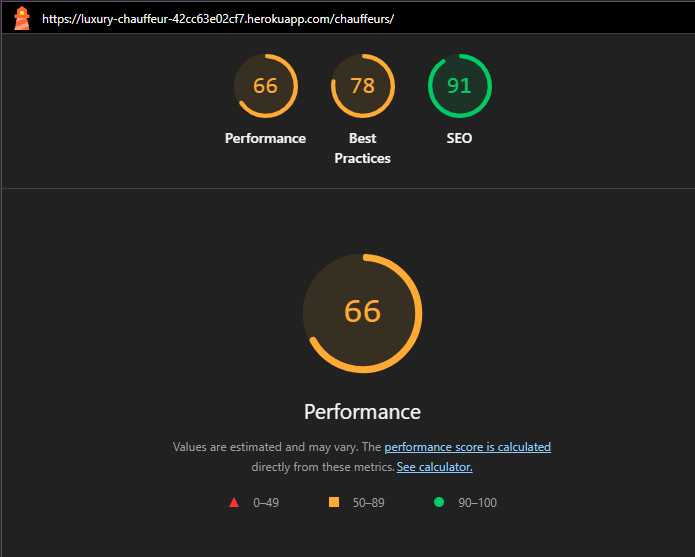 https://luxury-chauffeur-42cc63e02cf7.herokuapp.com/chauffeurs/
66
78
91
Performance
Best
Practices
SEO
66
Performance
Values are estimated and may vary. The performance score is calculated
directly from these metrics. See calculator.
0–49
50–89
90–100